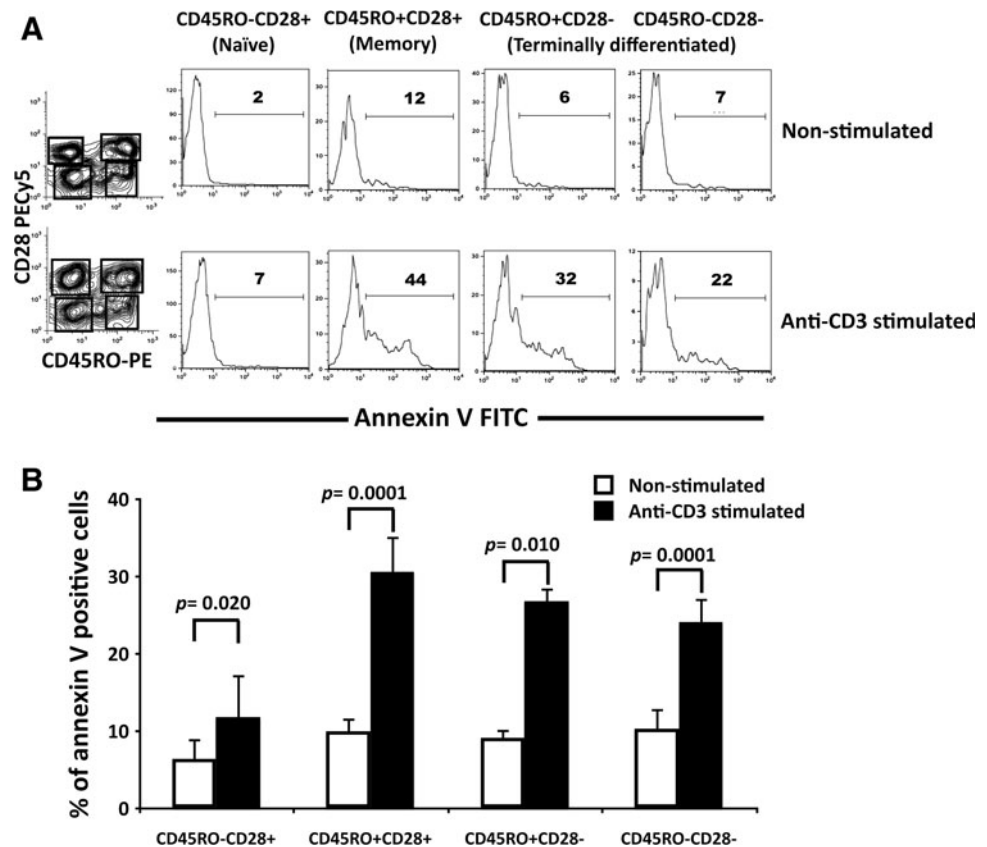 A
CD45RO-CD28+ CD45RO+CD28+ CD45RO+CD28- CD45RO-CD28-
(Naïve) (Memory) (Terminally differentiated)
2 12 6 7
Non-stimulated
7 44 32 22
Anti-CD3 stimulated
CD28 PECy5
CD45RO-PE
Annexin V FITC
B
% of annexin V positive cells
40
30
20
10
0
Non-stimulated
Anti-CD3 stimulated
p= 0.020
p= 0.0001
p= 0.010
p= 0.0001
CD45RO-CD28+ CD45RO+CD28+ CD45RO+CD28- CD45RO-CD28-